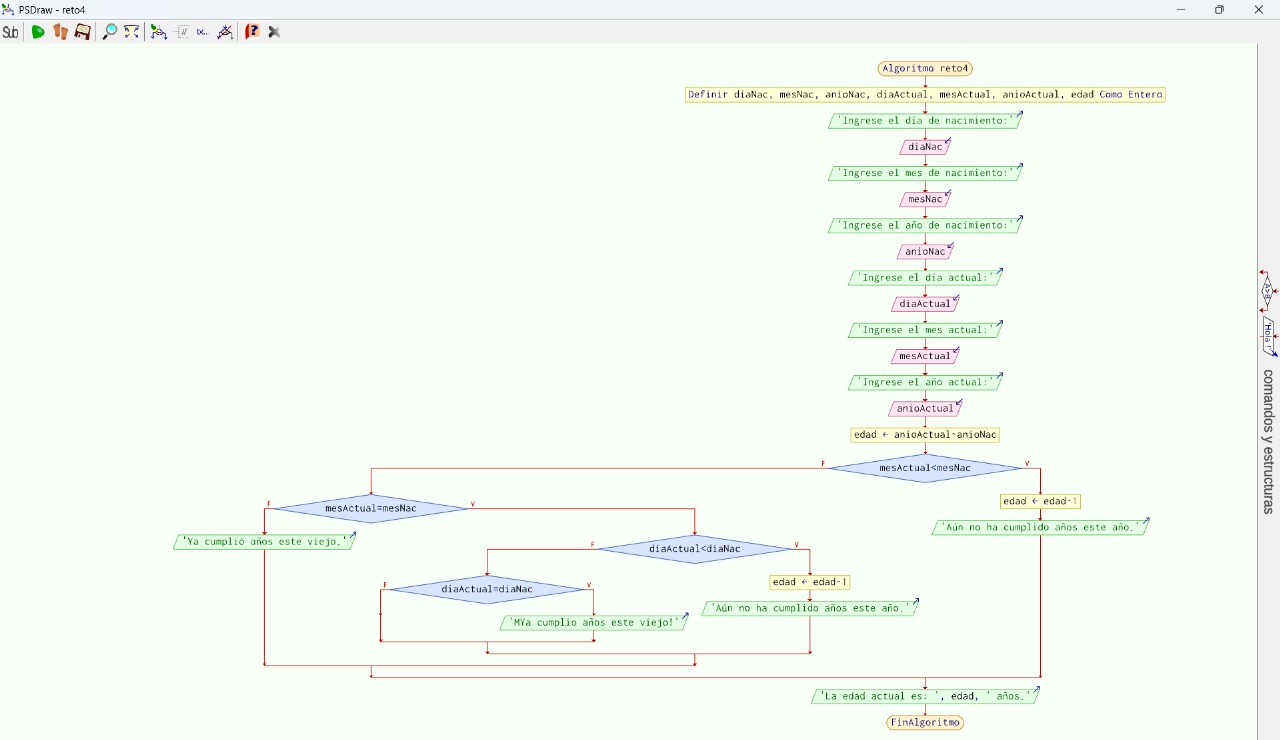 PSDraw - reto4
Sub
Algoritmo reto4
Definir diaNac, mesNac, anioNac, diaActual, mesActual, anioActual, edad Como Entero
'Ingrese el día de nacimiento:'
diaNac
'Ingrese el mes de nacimiento:'
mesNac
'Ingrese el año de nacimiento:'
anioNac
'Ingrese el día actual:'
diaActual
'Ingrese el mes actual:'
mesActual
'Ingrese el año actual:'
anioActual
edad ← anioActual-anioNac
F
mesActual<mesNac
V
F
mesActual=mesNac
V
edad ← edad-1
'Aún no ha cumplido años este año.'
'Ya cumplió años este viejo.'
F
diaActual<diaNac
V
F
diaActual=diaNac
V
edad ← edad-1
'Aún no ha cumplido años este año.'
'MYa cumplio años este viejo!'
'La edad actual es: ', edad, ' años.'
FinAlgoritmo
A>B
'Hola !'
comandos y estructuras